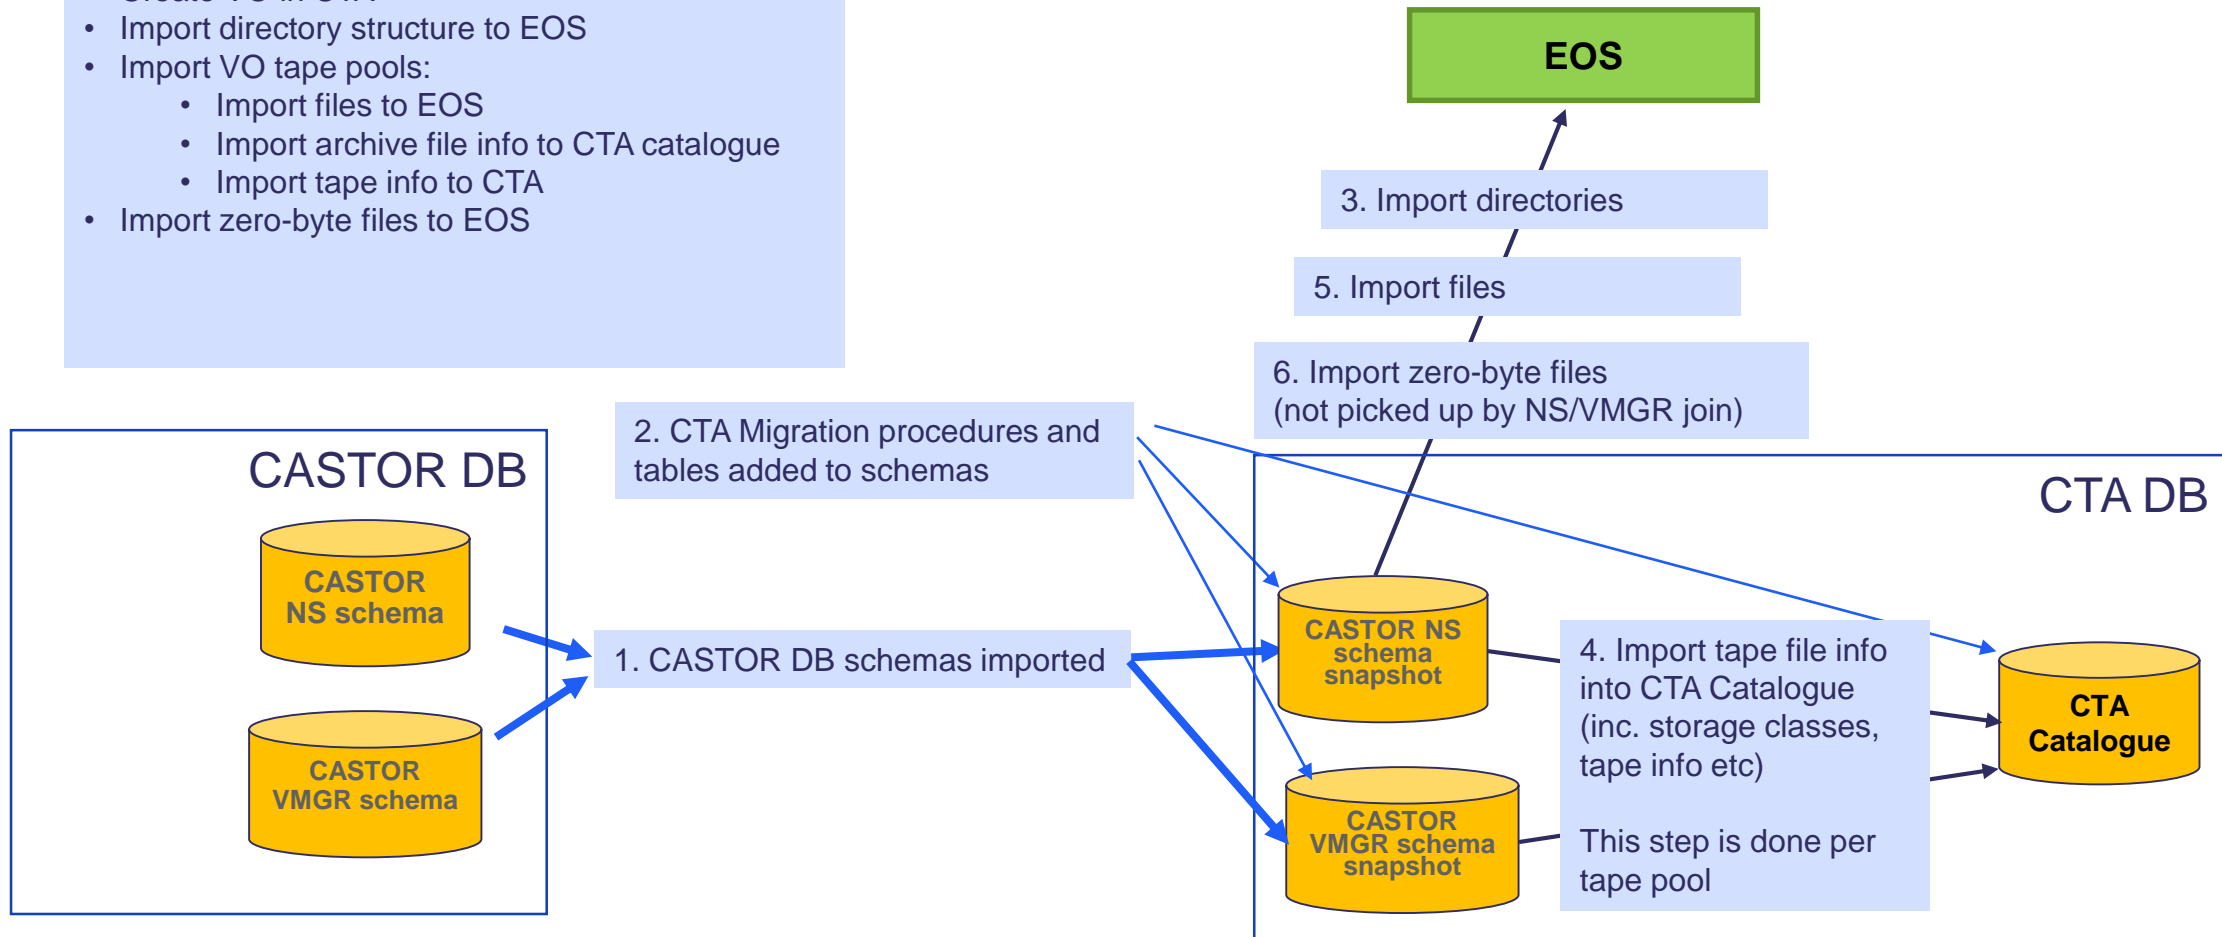 • Import directory structure to EOS
• Import VO tape pools:
• Import files to EOS
• Import archive file info to CTA catalogue
• Import tape info to CTA
• Import zero-byte files to EOS
EOS
3. Import directories
5. Import files
6. Import zero-byte files
(not picked up by NS/VMGR join)
2. CTA Migration procedures and
tables added to schemas
CASTOR DB
CASTOR
NS schema
CASTOR
VMGR schema
1. CASTOR DB schemas imported
CTA DB
CASTOR NS
schema
snapshot
CASTOR
VMGR schema
snapshot
4. Import tape file info
into CTA Catalogue
(inc. storage classes,
tape info etc)
This step is done per
tape pool
CTA
Catalogue